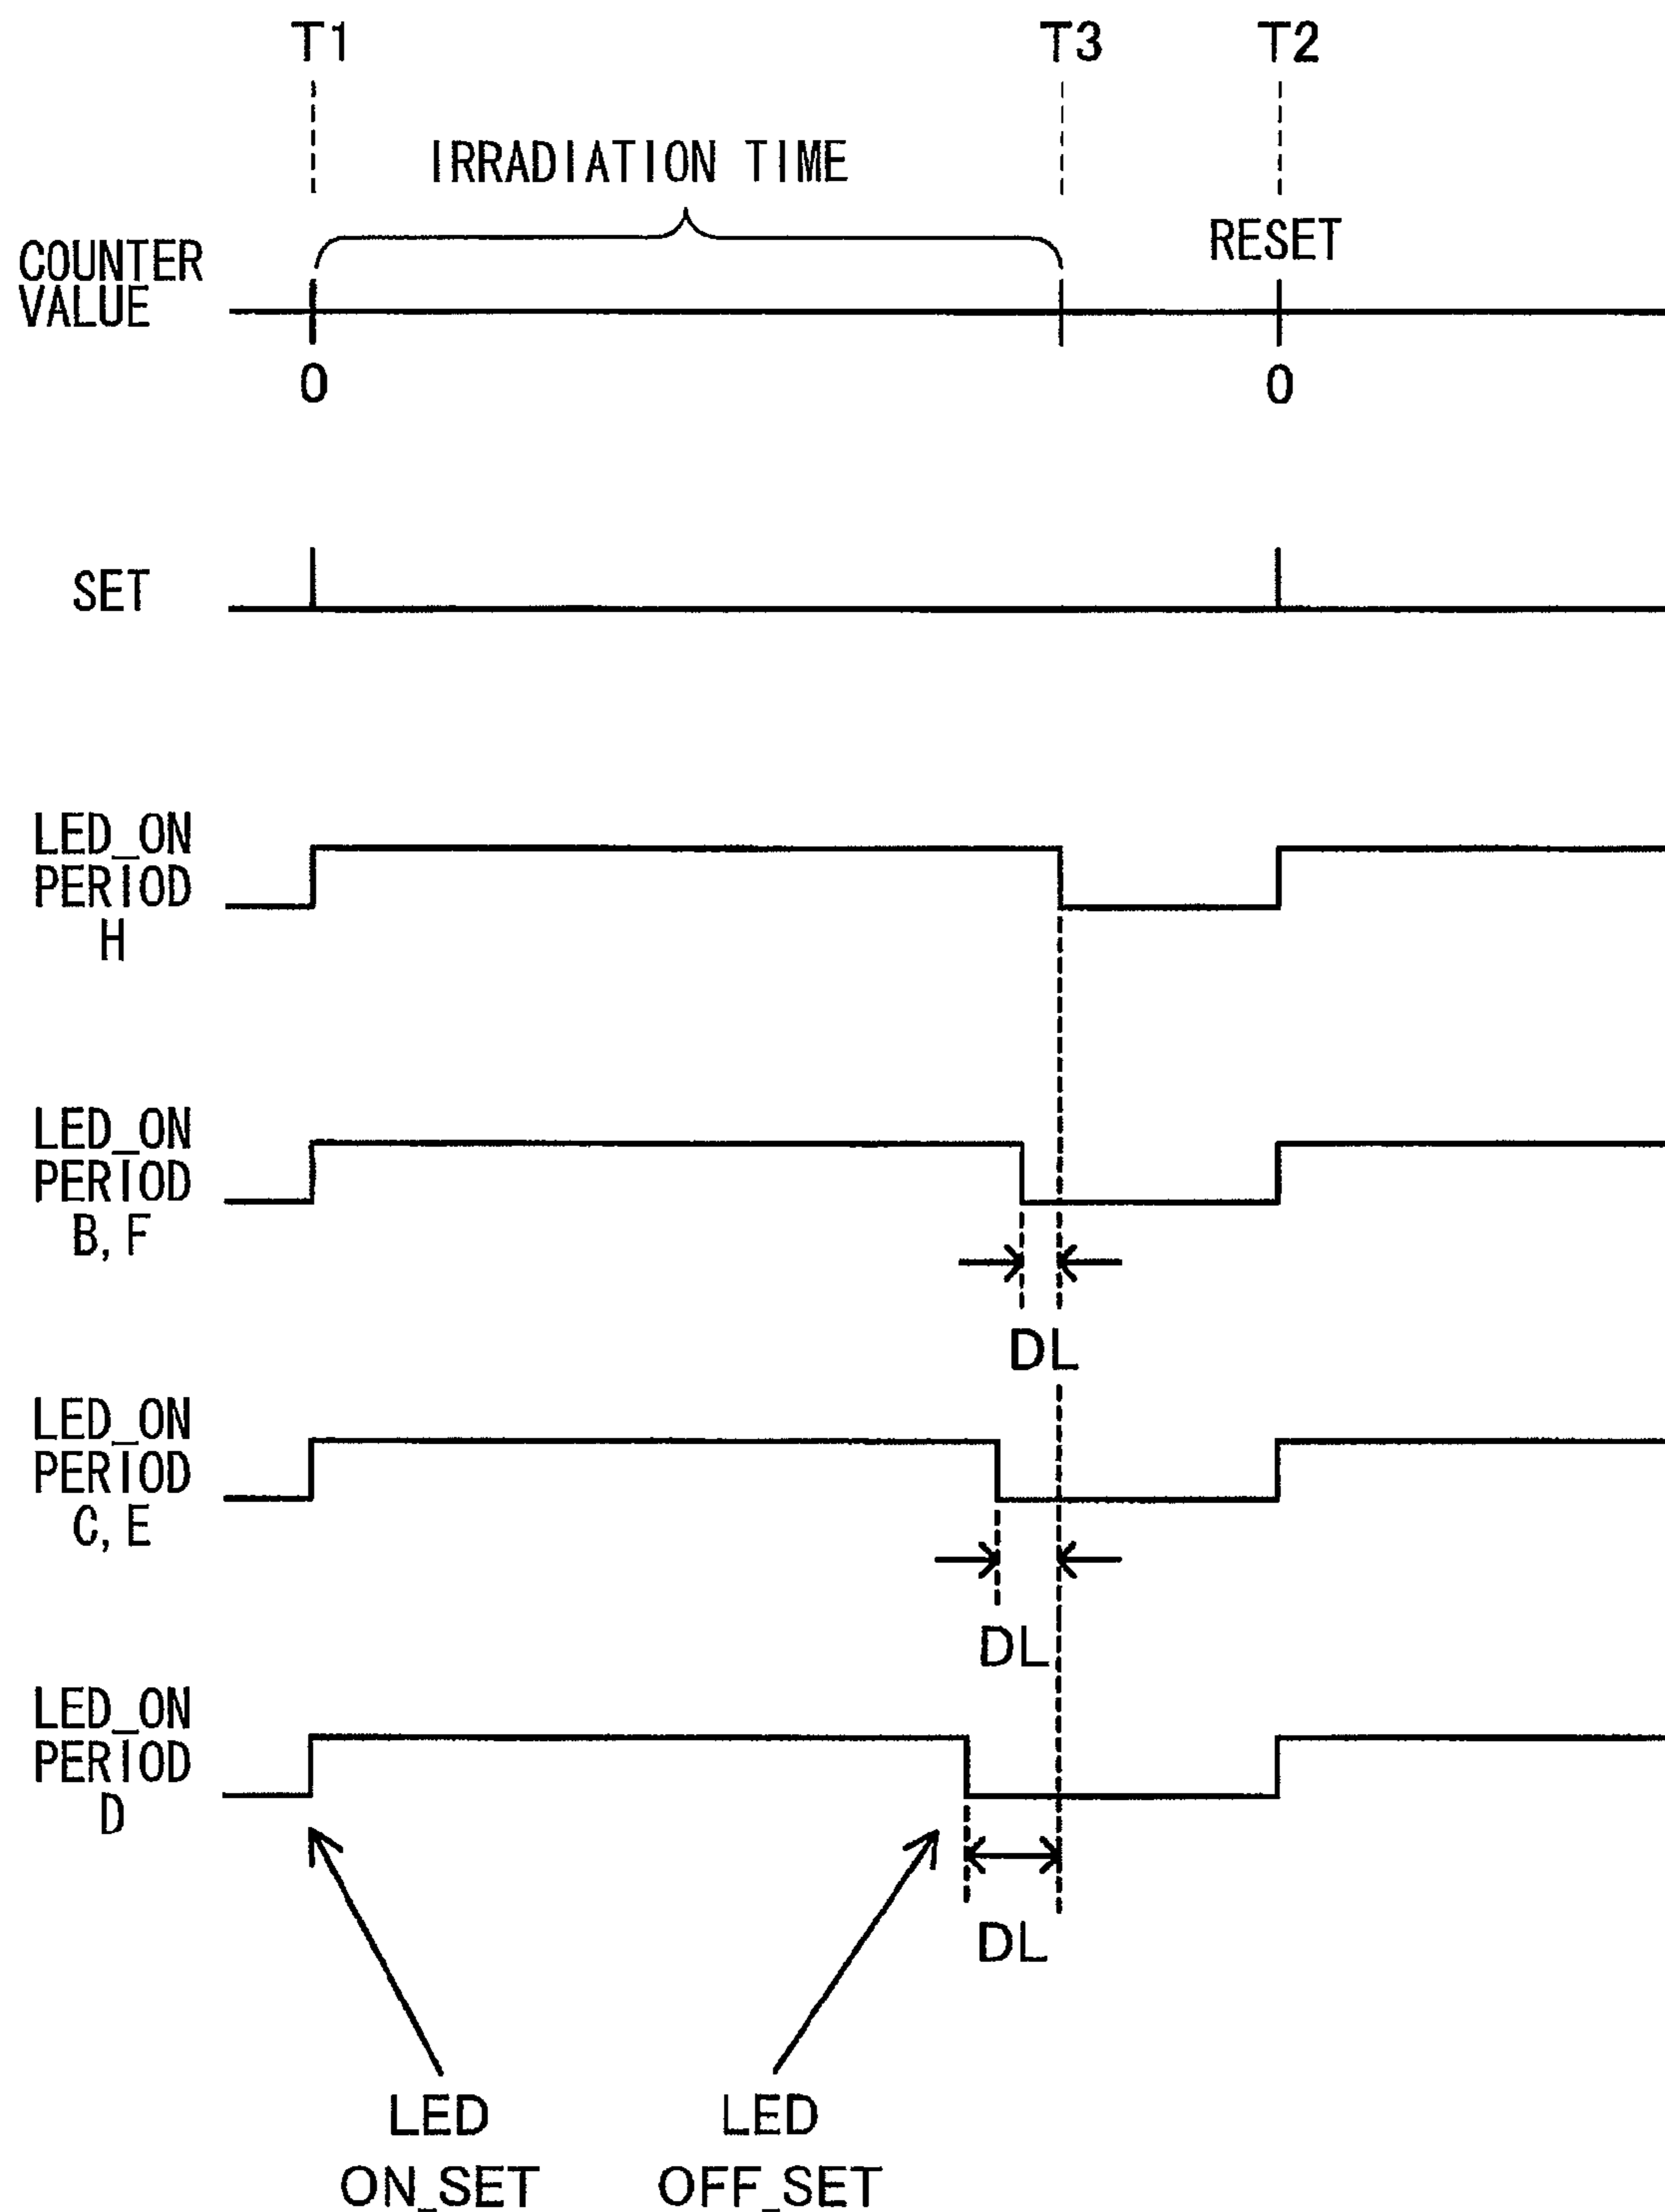 T1 T3 T2
IRRADIATION TIME
RESET
COUNTER
VALUE
0 0
SET
LED_ON
PERIOD
H
LED_ON
PERIOD
B, F
DL
LED_ON
PERIOD
C, E
DL
LED_ON
PERIOD
D
DL
LED
ON_SET
LED
OFF_SET